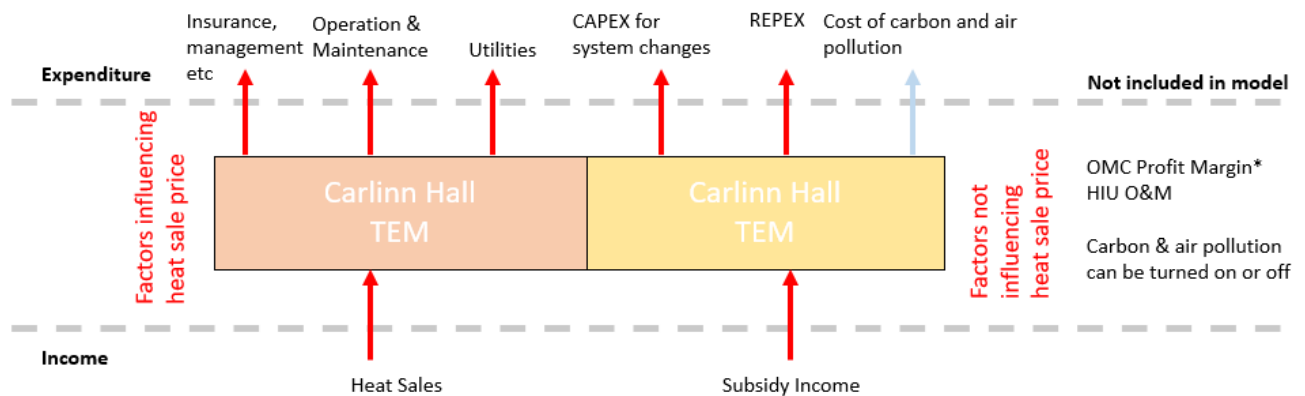 Insurance,
management
etc
Operation &
Maintenance
Utilities
CAPEX for
system changes
REPEX
Cost of carbon and air
pollution
Expenditure
Not included in model
Factors influencing
heat sale price
Carlinn Hall
TEM
Carlinn Hall
TEM
Factors not
influencing
heat sale price
OMC Profit Margin*
HIU O&M
Carbon & air pollution
can be turned on or off
Income
Heat Sales
Subsidy Income